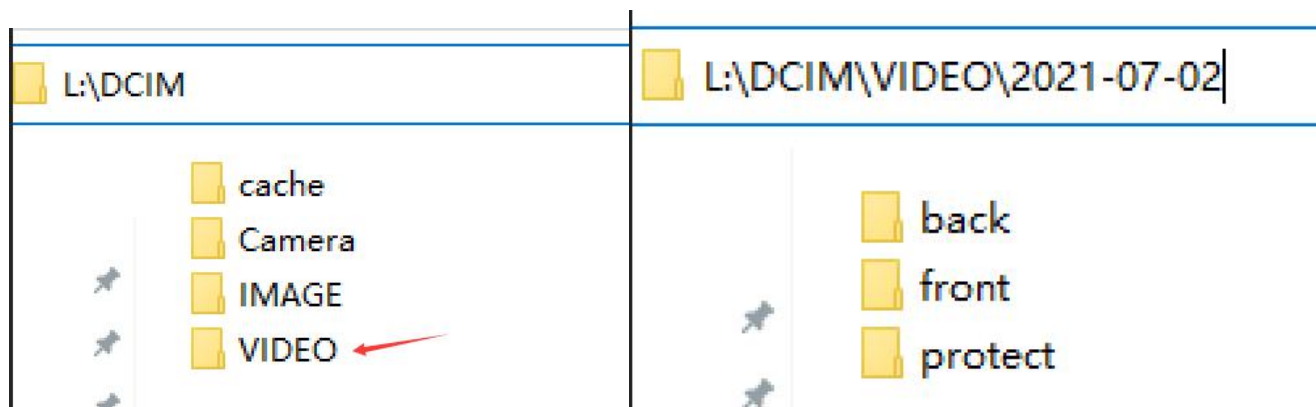 L:\DCIM
cache
Camera
IMAGE
VIDEO
L:\DCIM\VIDEO\2021-07-02
back
front
protect